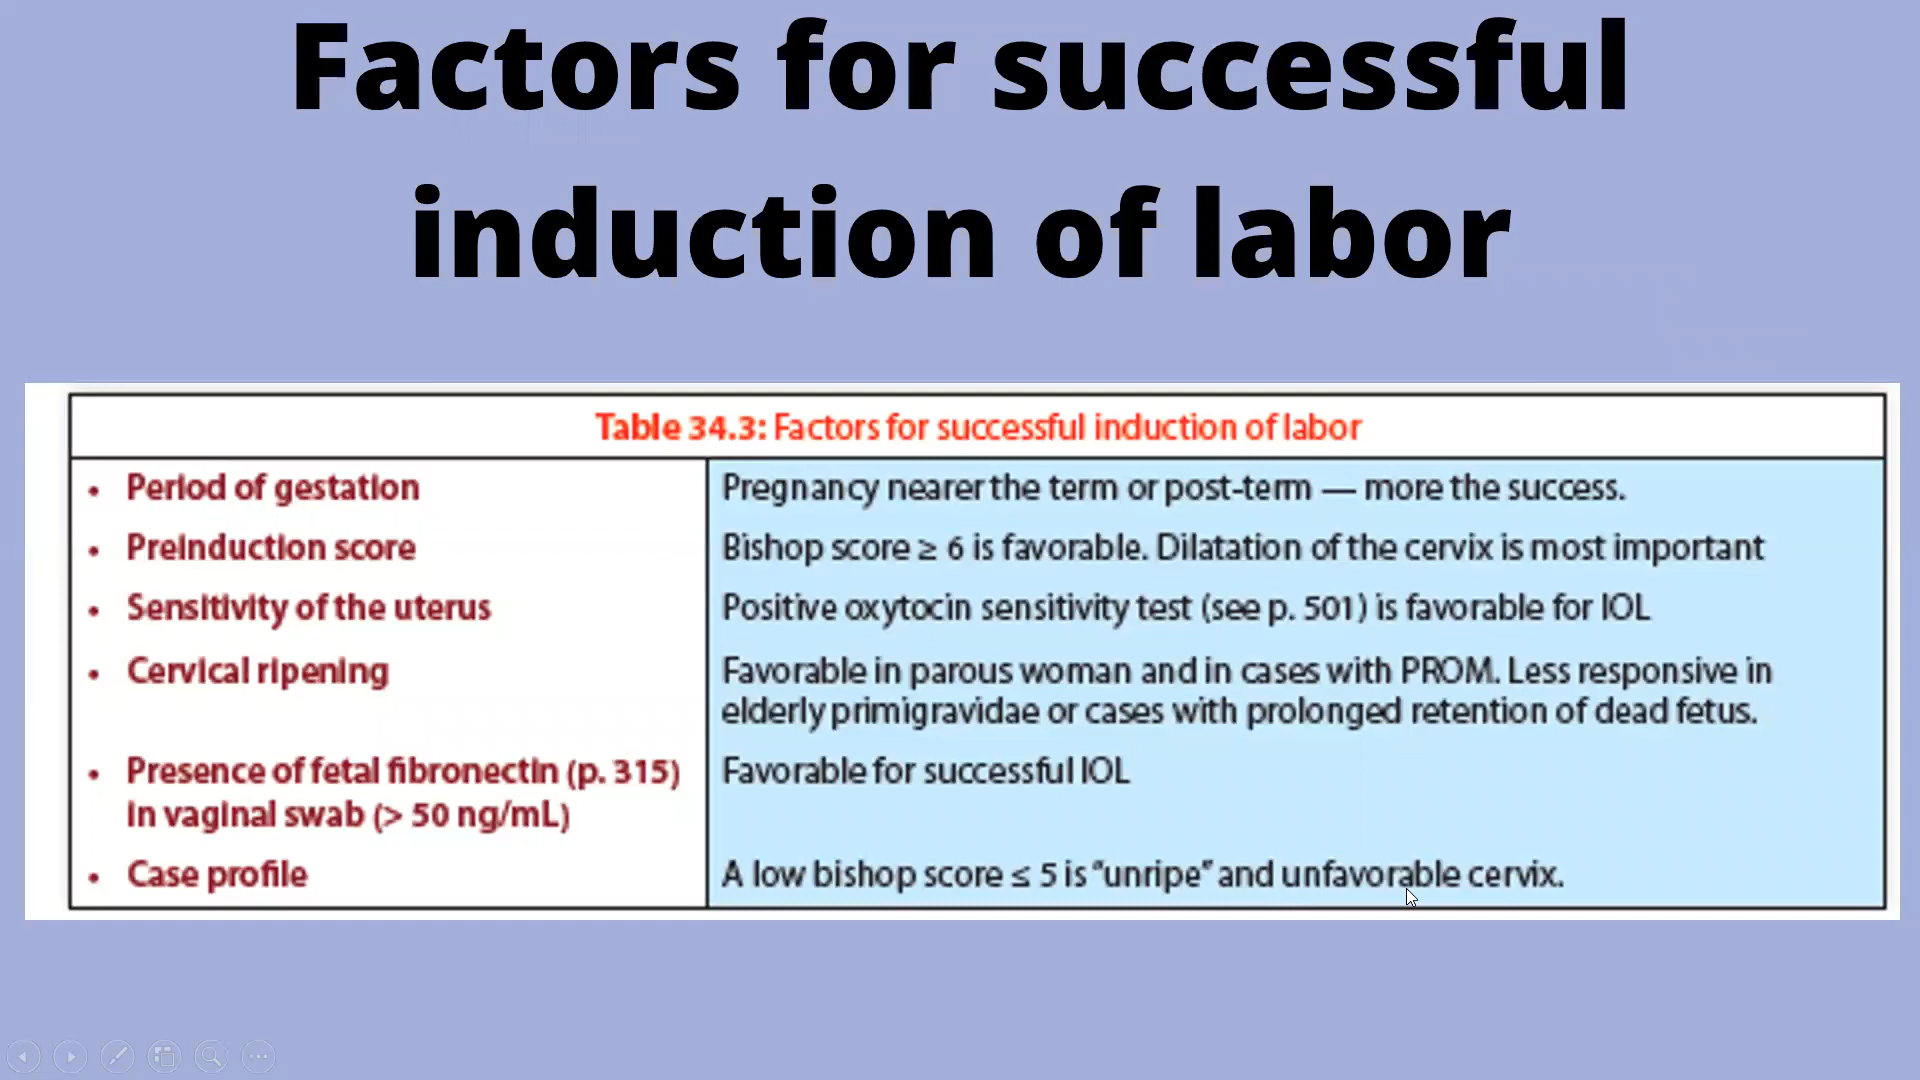 Factors for successful
induction of labor
Table 34.3: Factors for successful induction of labor
• Period of gestation
Pregnancy nearer the term or post-term — more the success.
• Preinduction score
Bishop score ≥ 6 is favorable. Dilatation of the cervix is most important
• Sensitivity of the uterus
Positive oxytocin sensitivity test (see p. 501) is favorable for IOL
• Cervical ripening
Favorable in parous woman and in cases with PROM. Less responsive in
elderly primigravidae or cases with prolonged retention of dead fetus.
• Presence of fetal fibronectin (p. 315)
in vaginal swab (> 50 ng/mL)
Favorable for successful IOL
• Case profile
A low bishop score ≤ 5 is “unripe” and unfavorable cervix.